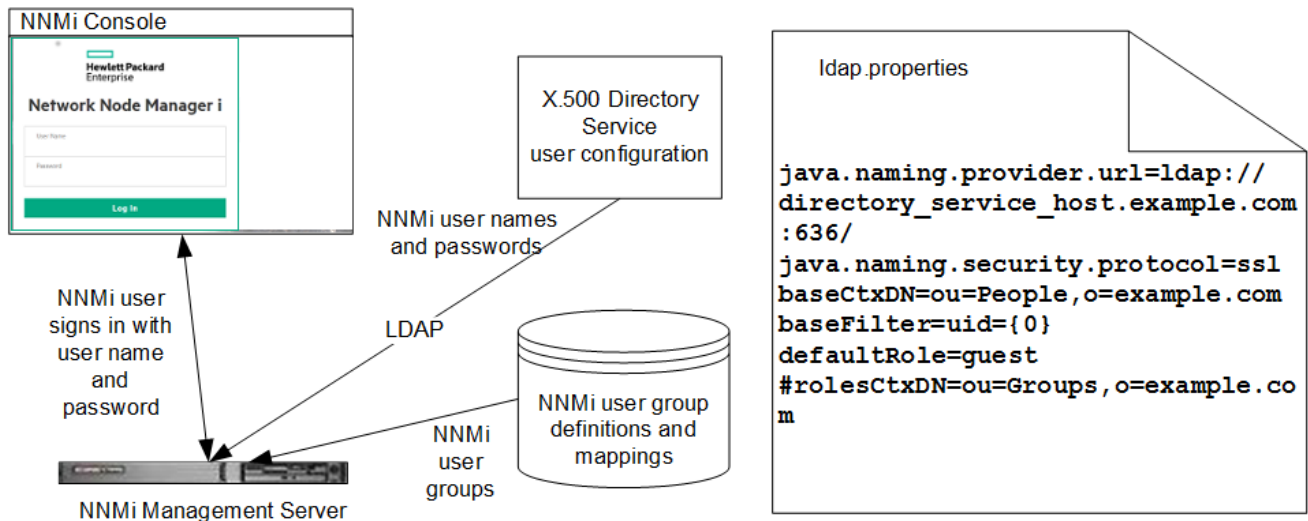 NNMi Console
Hewlett Packard
Enterprise
Network Node Manager i
User Name
Password
Log In
NNMi user
signs in with
user name
and
password
NNMi Management Server
X.500 Directory
Service
user configuration
NNMi user names
and passwords
LDAP
NNMi
user
groups
NNMi user group
definitions and
mappings
ldap.properties
java.naming.provider.url=ldap://
directory_service_host.example.com
:636/
java.naming.security.protocol=ssl
baseCtxDN=ou=People,o=example.com
baseFilter=uid={0}
defaultRole=guest
#rolesCtxDN=ou=Groups,o=example.co
m